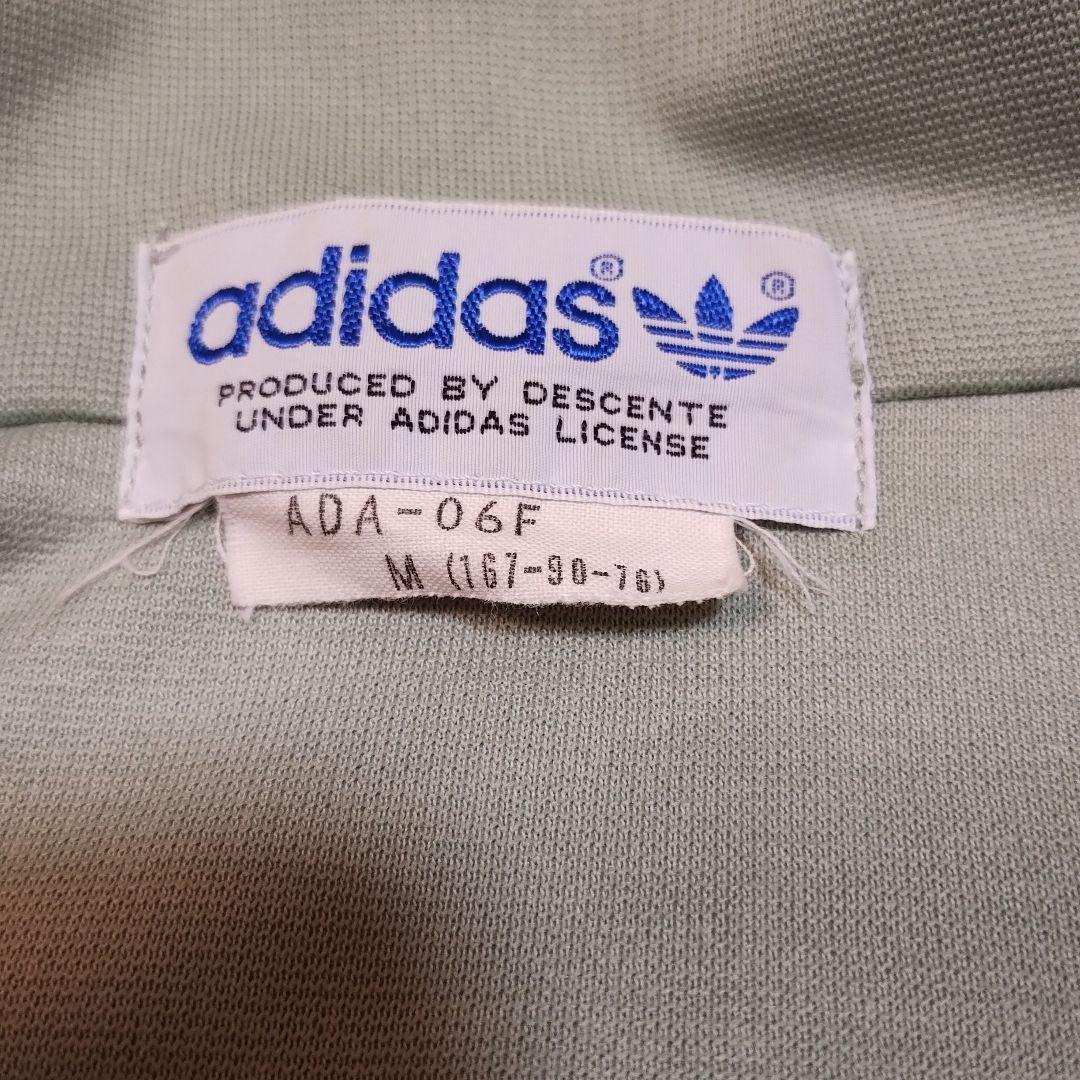 adidas®
®
PRODUCED BY DESCENTE
UNDER ADIDAS LICENSE
ADA-06F
M (167-90-76)